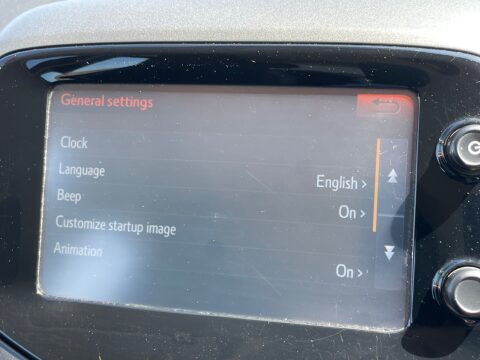 General settings
Clock
Language English >
Beep On >
Customize startup image
Animation On >